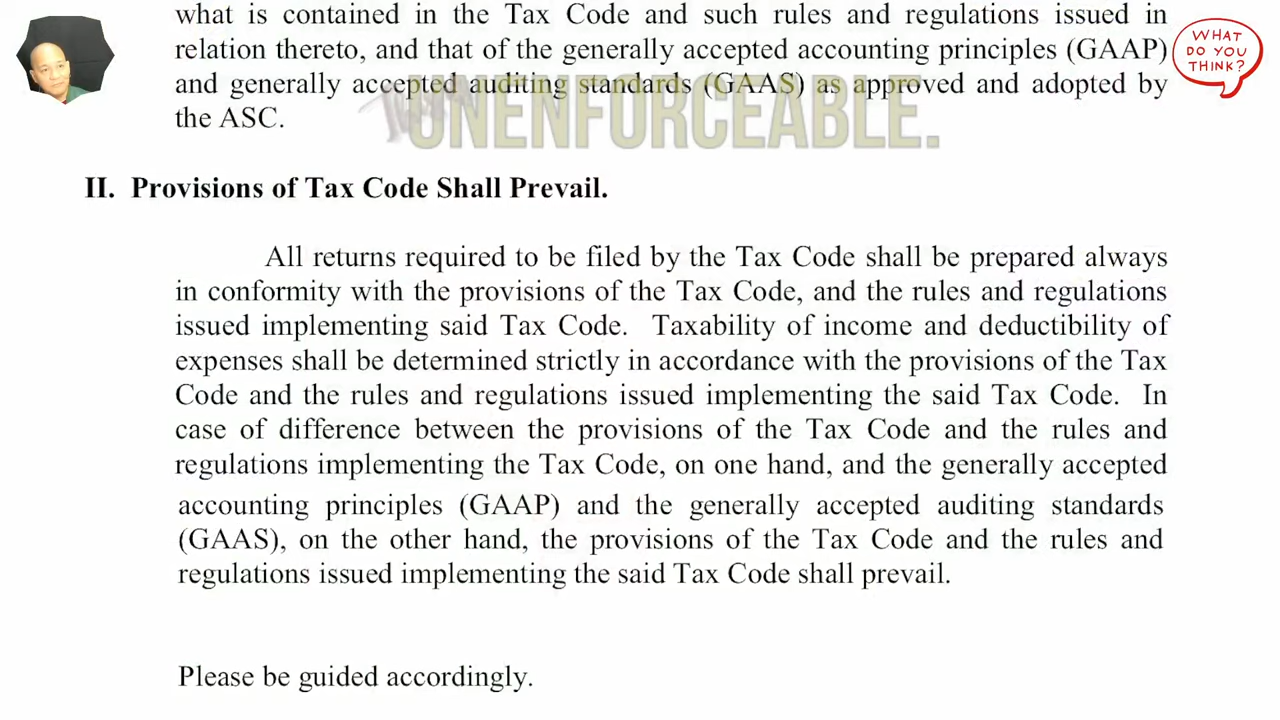 what is contained in the Tax Code and such rules and regulations issued in
relation thereto, and that of the generally accepted accounting principles (GAAP)
and generally accepted auditing standards (GAAS) as approved and adopted by
the ASC.
UNENFORCEABLE.
WHAT
DO YOU
THINK?
II. Provisions of Tax Code Shall Prevail.
All returns required to be filed by the Tax Code shall be prepared always
in conformity with the provisions of the Tax Code, and the rules and regulations
issued implementing said Tax Code. Taxability of income and deductibility of
expenses shall be determined strictly in accordance with the provisions of the Tax
Code and the rules and regulations issued implementing the said Tax Code. In
case of difference between the provisions of the Tax Code and the rules and
regulations implementing the Tax Code, on one hand, and the generally accepted
accounting principles (GAAP) and the generally accepted auditing standards
(GAAS), on the other hand, the provisions of the Tax Code and the rules and
regulations issued implementing the said Tax Code shall prevail.
Please be guided accordingly.